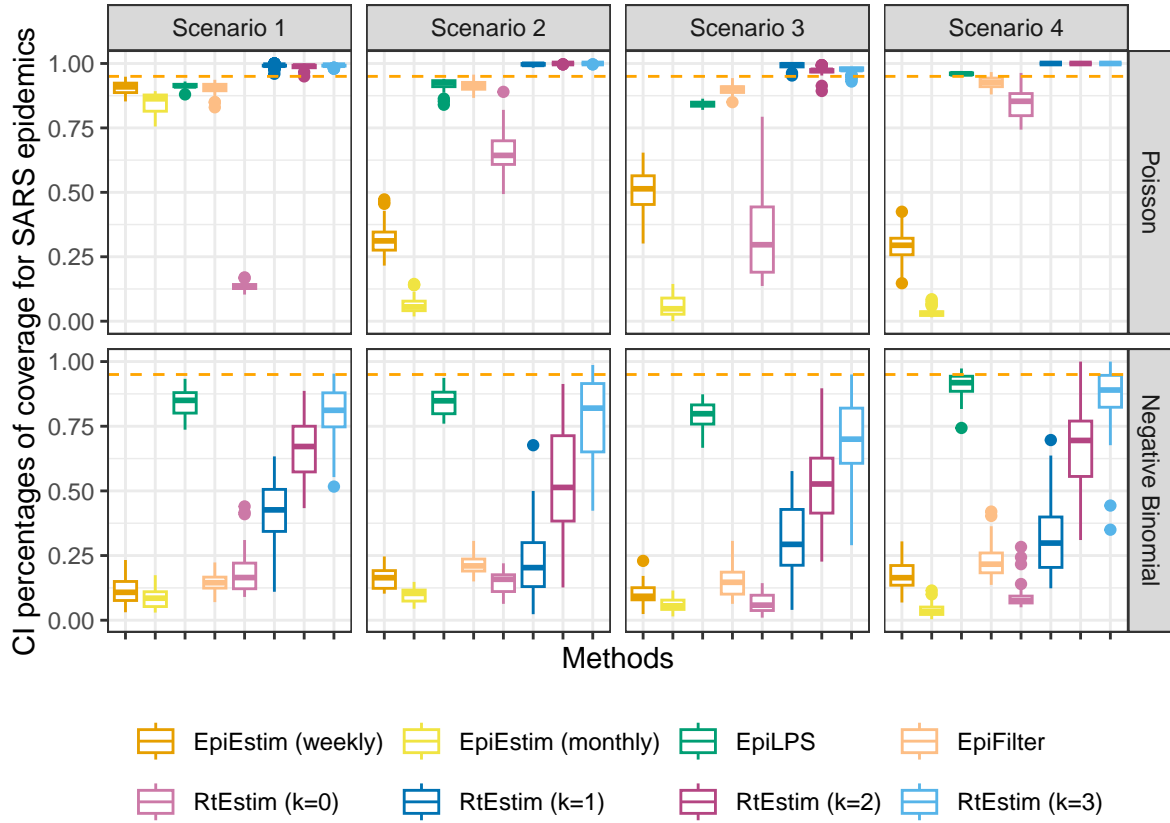 Scenario 1
Scenario 2
Scenario 3
Scenario 4
CI percentages of coverage for SARS epidemics
1.00
0.75
0.50
0.25
0.00
Poisson
1.00
0.75
0.50
0.25
0.00
Negative Binomial
Methods
EpiEstim (weekly)
EpiEstim (monthly)
EpiLPS
EpiFilter
RtEstim (k=0)
RtEstim (k=1)
RtEstim (k=2)
RtEstim (k=3)